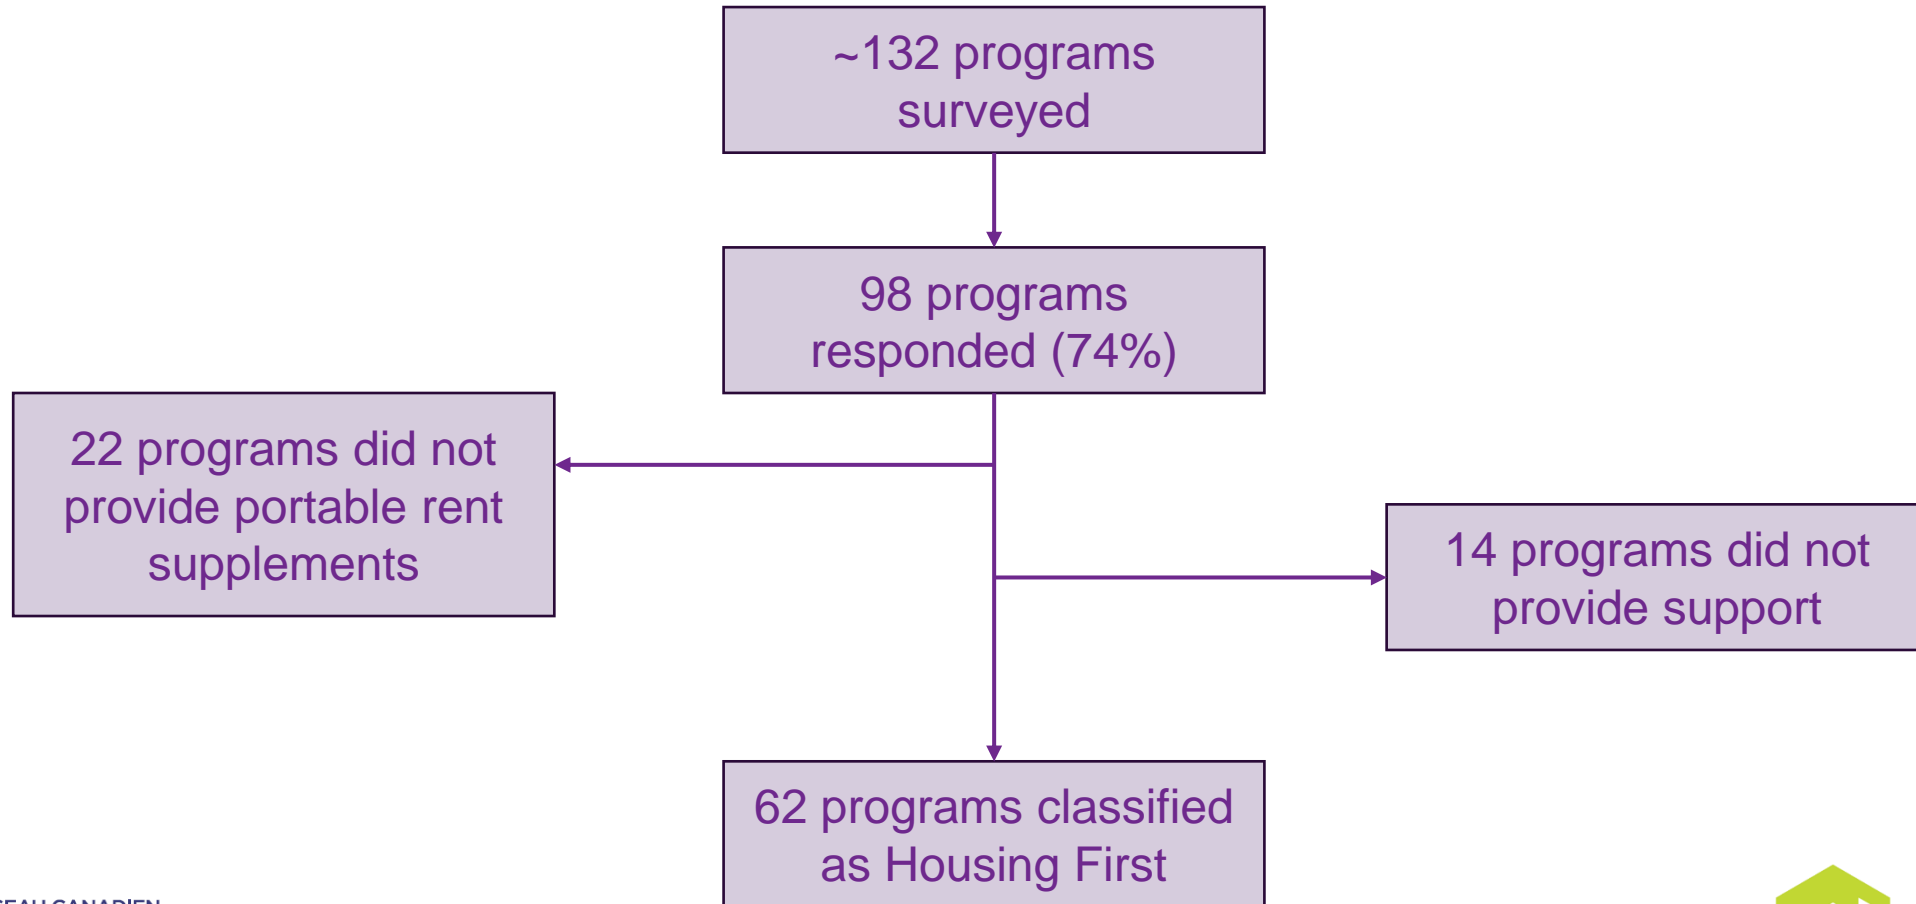 ~132 programs
surveyed
98 programs
responded (74%)
22 programs did not
provide portable rent
supplements
14 programs did not
provide support
62 programs classified
as Housing First
CANADIEN